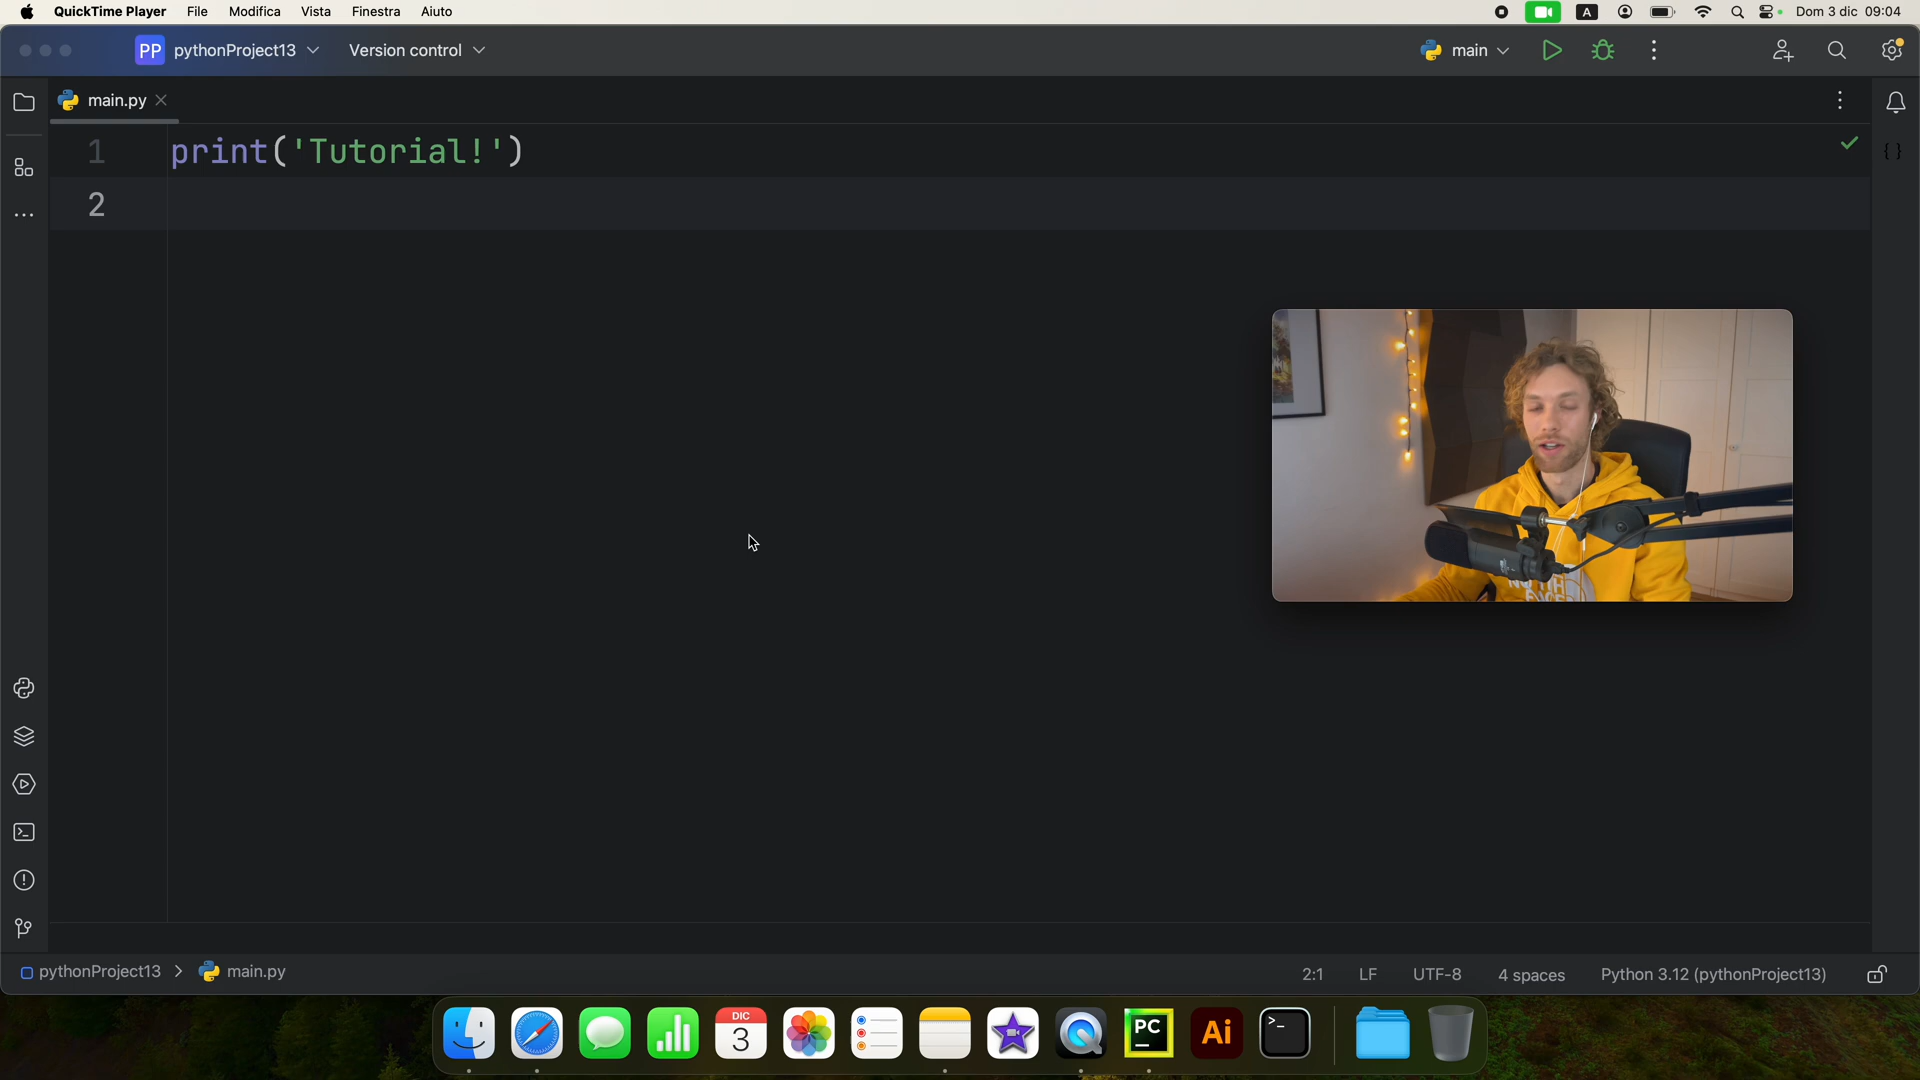 QuickTime Player File Modifica Vista Finestra Aiuto A Dom 3 dic 09:04
PP pythonProject13 Version control main
main.py
1 print('Tutorial!')
2
NORTH
pythonProject13 > main.py 2:1 LF UTF-8 4 spaces Python 3.12 (pythonProject13)
DIC
3
PC
Ai
>_